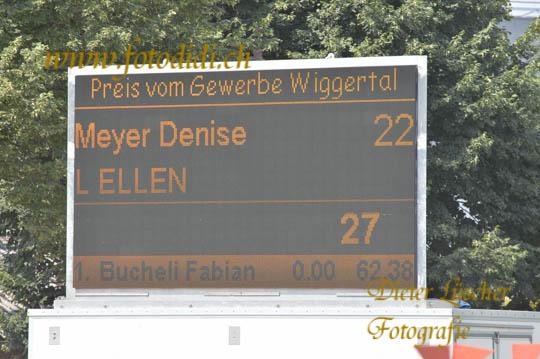 www.fotodidi.ch
Preis vom Gewerbe Wiggertal
Meyer Denise 22
L ELLEN
27
1. Bucheli Fabian 0.00 62.38
Dieter Lüscher
Fotografie